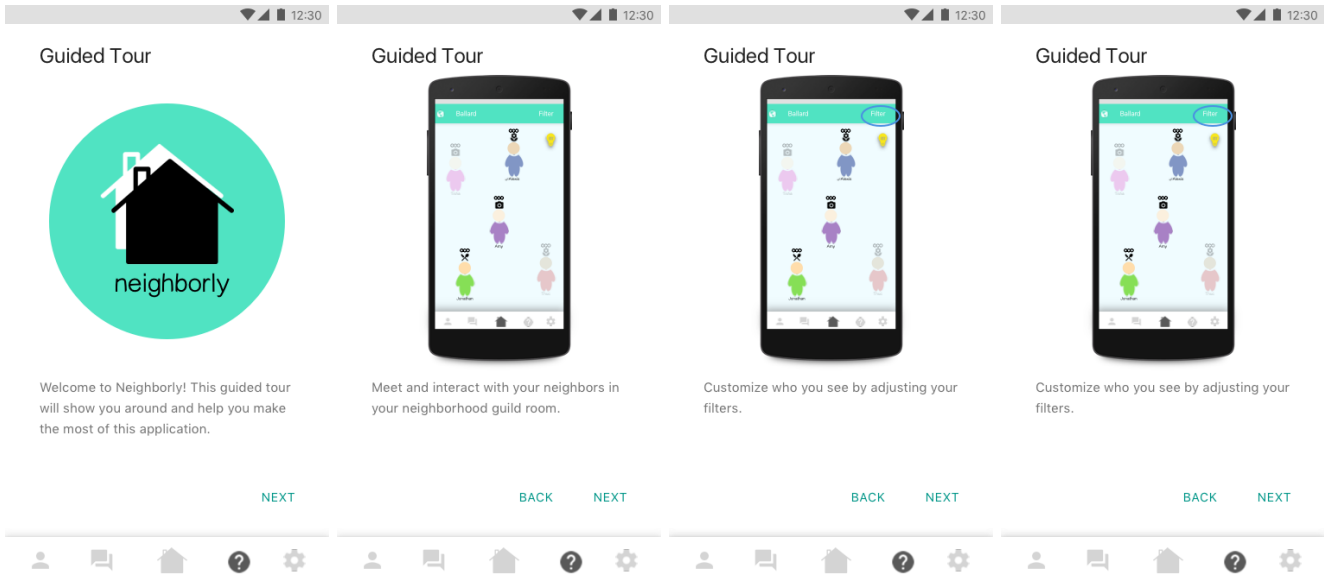 12:30
Guided Tour
neighborly
Welcome to Neighborly! This guided tour
will show you around and help you make
the most of this application.
NEXT
12:30
Guided Tour
Ballard Filter
Amy
Jonathan
Meet and interact with your neighbors in
your neighborhood guild room.
BACK NEXT
12:30
Guided Tour
Ballard Filter
Amy
Jonathan
Customize who you see by adjusting your
filters.
BACK NEXT
12:30
Guided Tour
Ballard Filter
Amy
Jonathan
Customize who you see by adjusting your
filters.
BACK NEXT